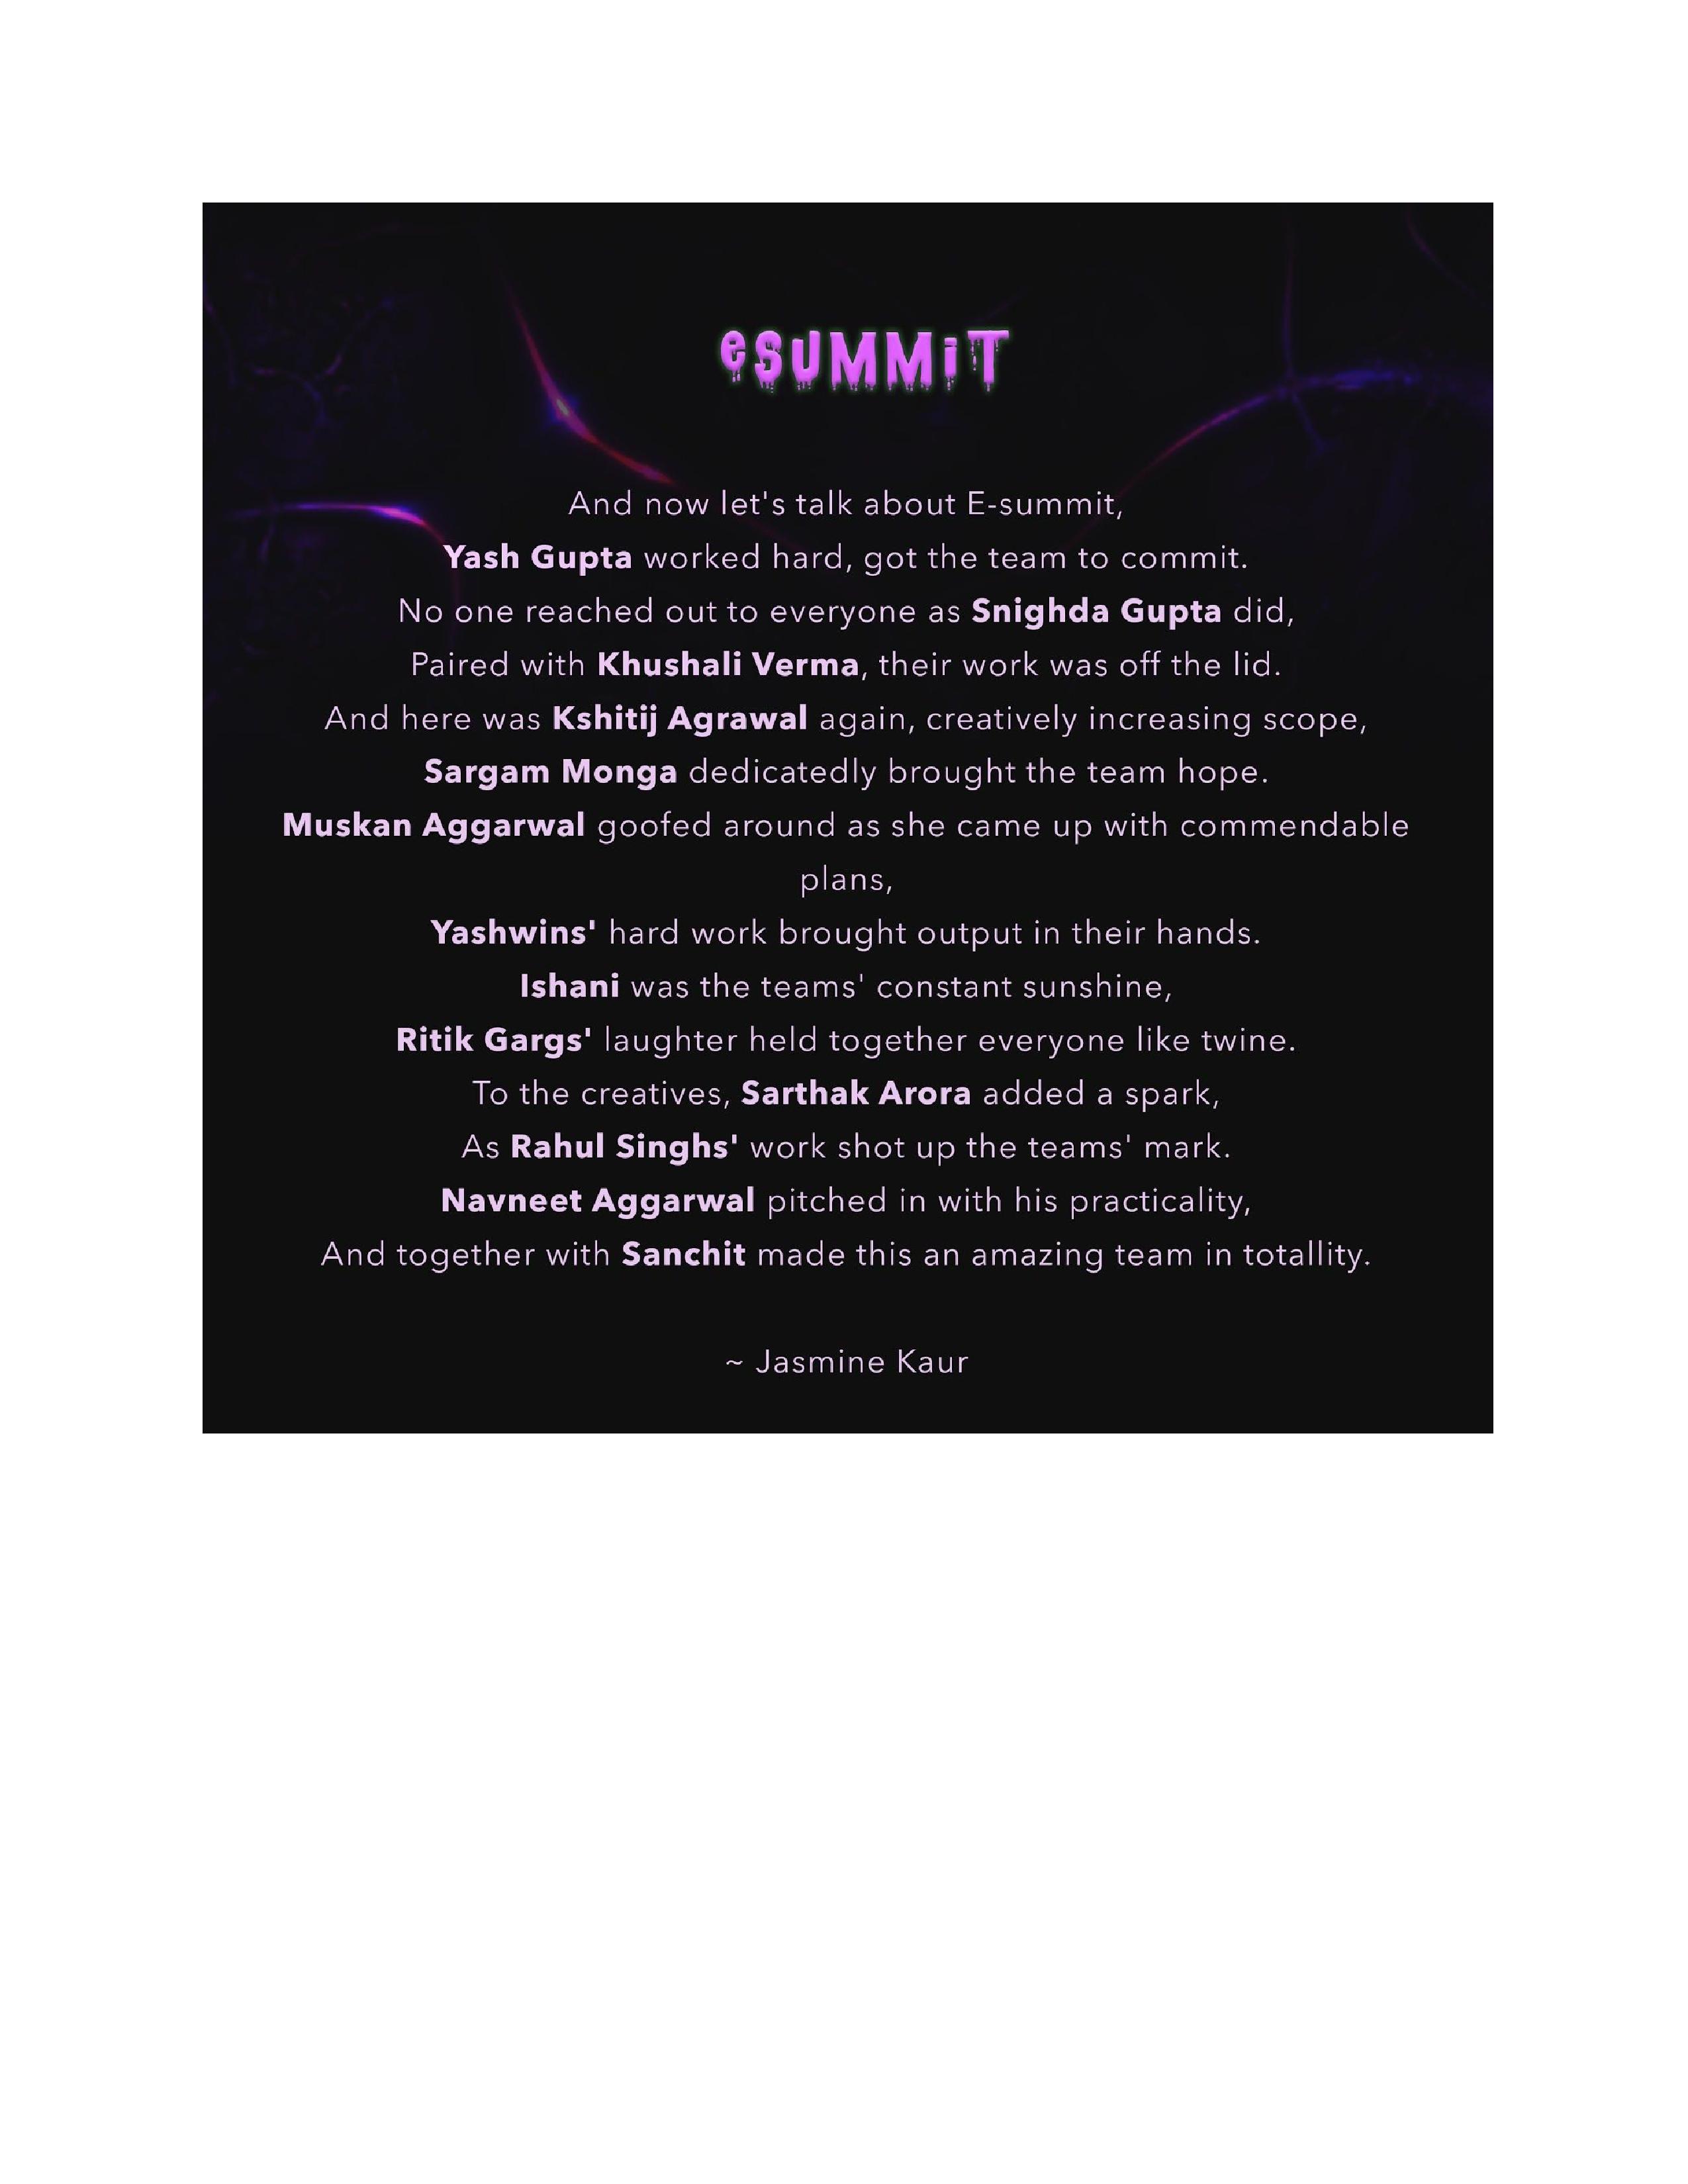 eSUMMiT
And now let's talk about E-summit,
Yash Gupta worked hard, got the team to commit.
No one reached out to everyone as Snighda Gupta did,
Paired with Khushali Verma, their work was off the lid.
And here was Kshitij Agrawal again, creatively increasing scope,
Sargam Monga dedicatedly brought the team hope.
Muskan Aggarwal goofed around as she came up with commendable
plans,
Yashwins' hard work brought output in their hands.
Ishani was the teams' constant sunshine,
Ritik Gargs' laughter held together everyone like twine.
To the creatives, Sarthak Arora added a spark,
As Rahul Singhs' work shot up the teams' mark.
Navneet Aggarwal pitched in with his practicality,
And together with Sanchit made this an amazing team in totallity.
~ Jasmine Kaur